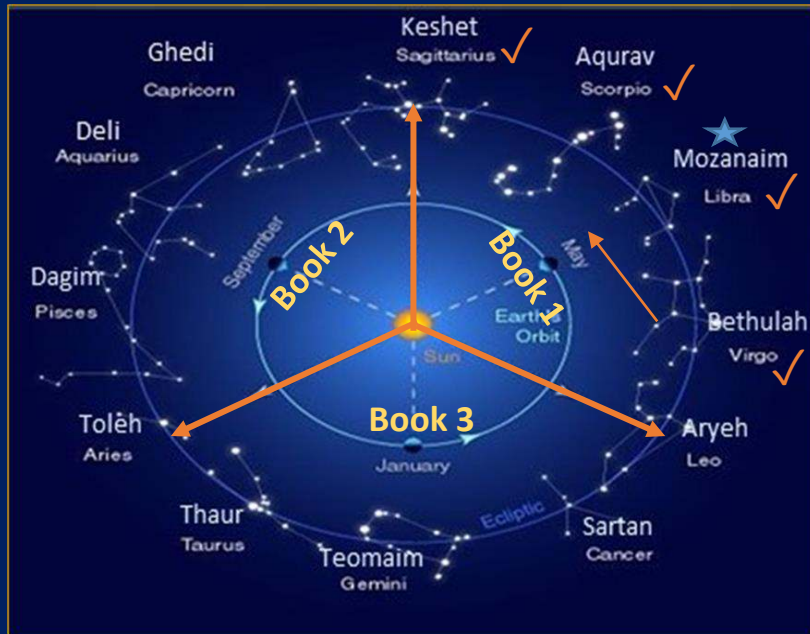 Keshet
Sagittarius
Ghedi
Capricorn
Aqurav
Scorpio
Deli
Aquarius
Mozanaim
Libra
September
Book 2
Book 1
May
Dagim
Pisces
Bethulah
Virgo
Earth's
Orbit
Sun
Book 3
January
Toleh
Aries
Aryeh
Leo
Thaur
Taurus
Teomaim
Gemini
Ecliptic
Sartan
Cancer